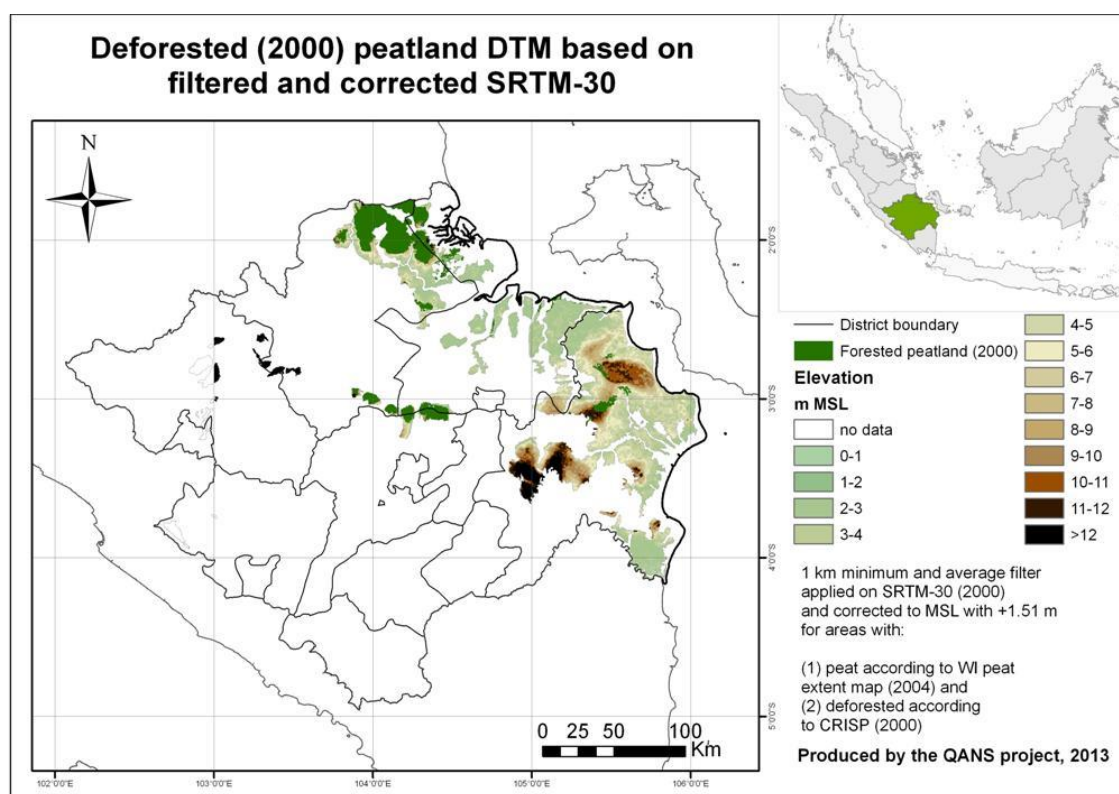 Deforested (2000) peatland DTM based on
filtered and corrected SRTM-30
N
2°0'0"S
3°0'0"S
4°0'0"S
5°0'0"S
102°0'0"E
103°0'0"E
104°0'0"E
105°0'0"E
106°0'0"E
0 25 50 100
Km
District boundary
Forested peatland (2000)
Elevation
m MSL
no data
0-1
1-2
2-3
3-4
4-5
5-6
6-7
7-8
8-9
9-10
10-11
11-12
>12
1 km minimum and average filter
applied on SRTM-30 (2000)
and corrected to MSL with +1.51 m
for areas with:
(1) peat according to WI peat
extent map (2004) and
(2) deforested according
to CRISP (2000)
Produced by the QANS project, 2013